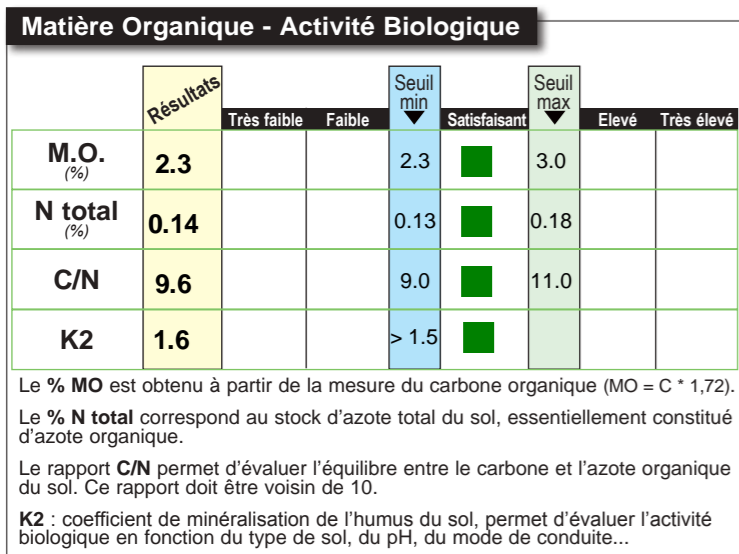 Matière Organique - Activité Biologique
Résultats
Seuil min
Seuil max
Très faible Faible Satisfaisant Elevé Très élevé
M.O. (%) 2.3 2.3 3.0
N total (%) 0.14 0.13 0.18
C/N 9.6 9.0 11.0
K2 1.6 > 1.5
Le % MO est obtenu à partir de la mesure du carbone organique (MO = C * 1,72).
Le % N total correspond au stock d'azote total du sol, essentiellement constitué
d'azote organique.
Le rapport C/N permet d'évaluer l'équilibre entre le carbone et l'azote organique
du sol. Ce rapport doit être voisin de 10.
K2 : coefficient de minéralisation de l'humus du sol, permet d'évaluer l'activité
biologique en fonction du type de sol, du pH, du mode de conduite...